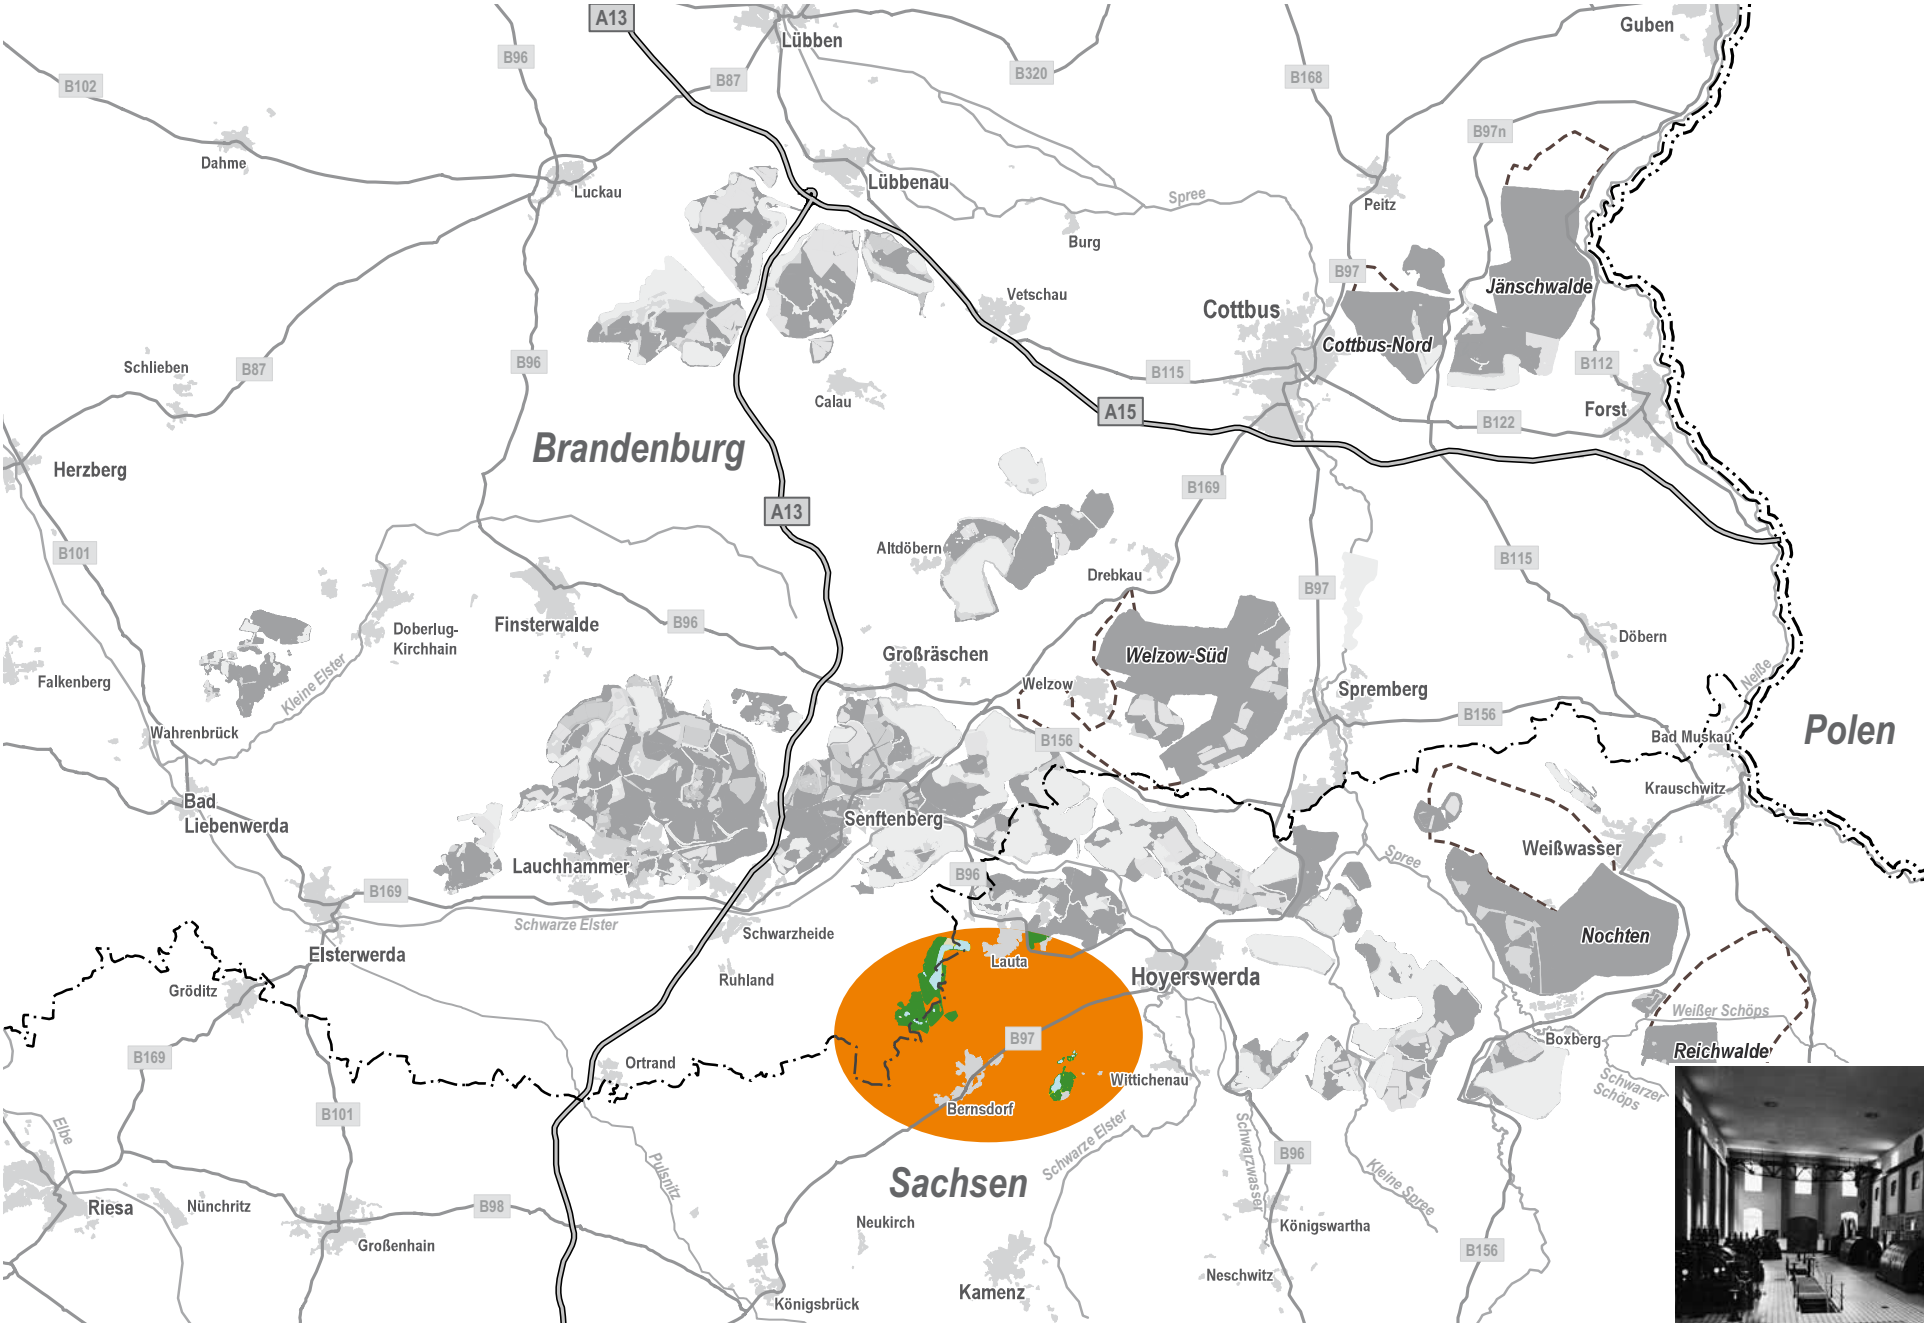 A13
Lübben
Guben
B96
B87
B320
B168
B102
B97n
Dahme
Luckau
Lübbenau
Spree
Peitz
Burg
B97
Jänschwalde
Vetschau
Cottbus
Cottbus-Nord
Schlieben
B87
B96
B115
B112
Calau
A15
Forst
B122
Brandenburg
Herzberg
B169
A13
B101
Altdöbern
Drebkau
B115
B97
Finsterwalde
B96
Doberlug-
Kirchhain
Döbern
Großräschen
Welzow-Süd
Kleine Elster
Falkenberg
Welzow
Spremberg
Neiße
B156
Wahrenbrück
B156
Bad Muskau
Polen
Bad
Liebenwerda
Krauschwitz
Senftenberg
Weißwasser
Spree
Lauchhammer
B96
B169
Schwarze Elster
Schwarzheide
Nochten
Elsterwerda
Lauta
Hoyerswerda
Ruhland
Gröditz
Weißer Schöps
B97
Boxberg
Reichwalde
B169
Ortrand
Wittichenau
Schwarzer
Schöps
Bernsdorf
B101
Elbe
Schwarze Elster
Schwarzwasser
B96
Kleine Spree
Pulsnitz
Sachsen
Riesa
Nünchritz
B98
Neukirch
Königswartha
Großenhain
B156
Neschwitz
Kamenz
Königsbrück